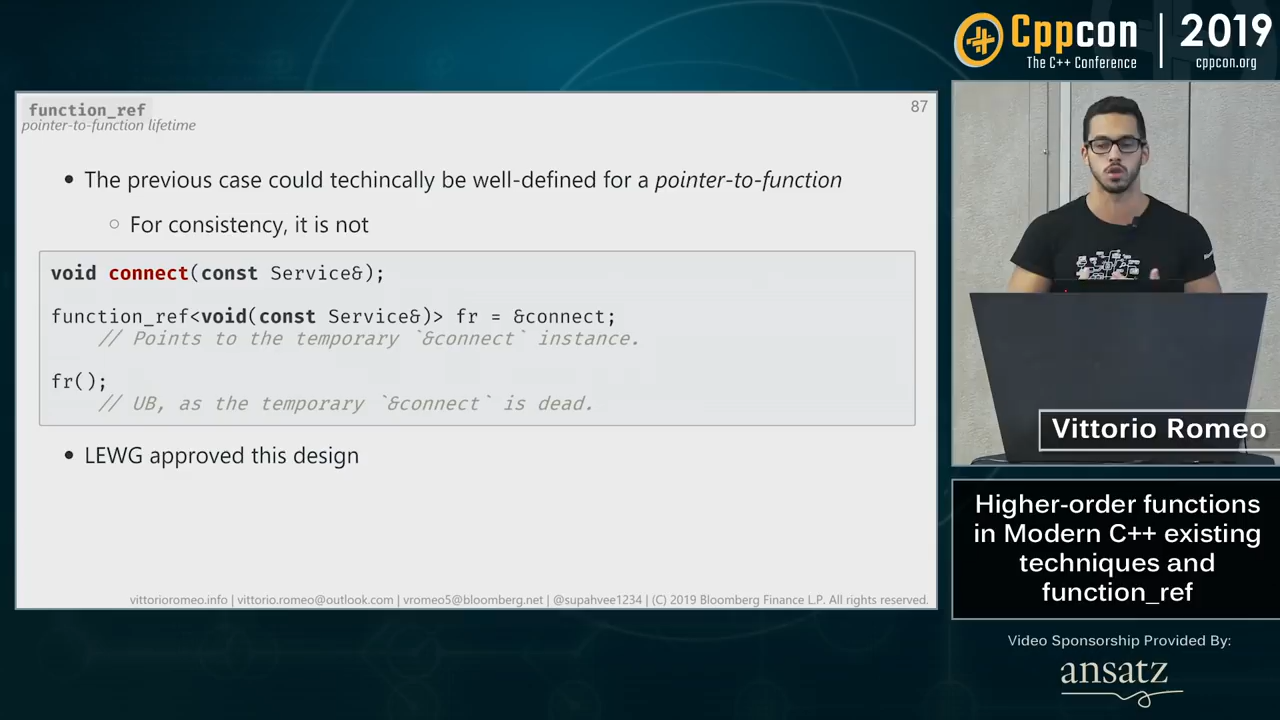 Cppcon | 2019
The C++ Conference cppcon.org
function_ref 87
pointer-to-function lifetime
• The previous case could techincally be well-defined for a pointer-to-function
○ For consistency, it is not
void connect(const Service&);
function_ref<void(const Service&)> fr = &connect;
// Points to the temporary `&connect` instance.
fr();
// UB, as the temporary `&connect` is dead.
• LEWG approved this design
vittorioromeo.info | vittorio.romeo@outlook.com | vromeo5@bloomberg.net | @supahvee1234 | (C) 2019 Bloomberg Finance L.P. All rights reserved.
Vittorio Romeo
Higher-order functions
in Modern C++ existing
techniques and
function_ref
Video Sponsorship Provided By:
ansatz